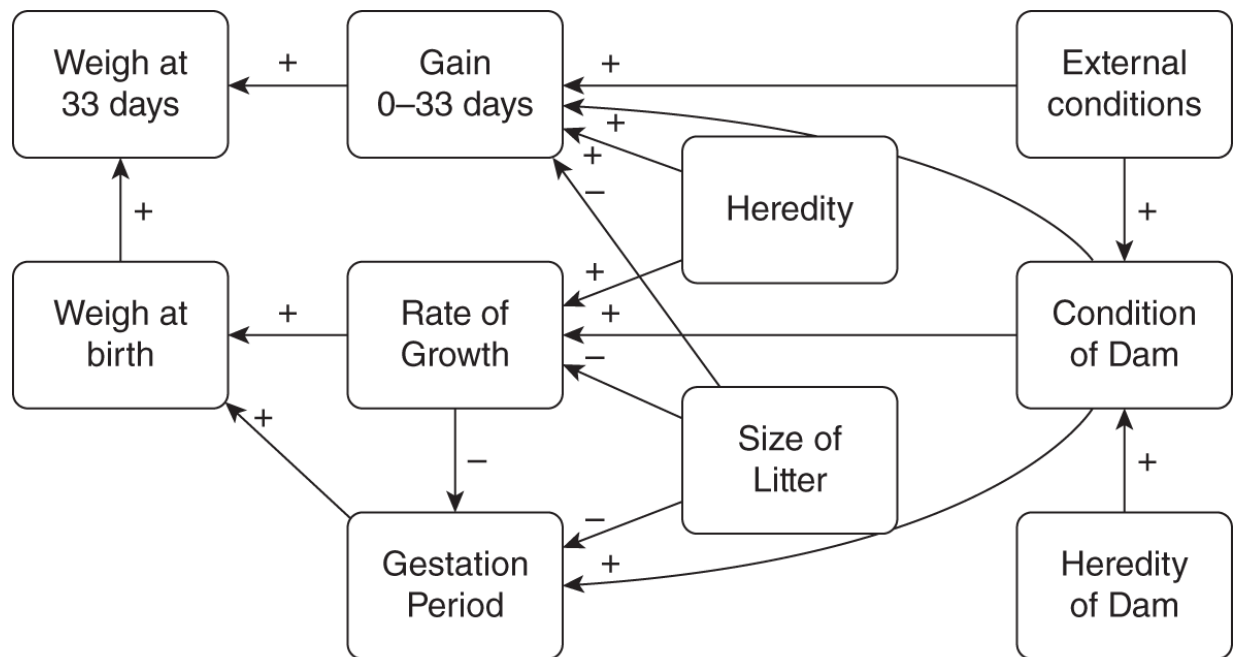 Weigh at
33 days
+
Gain
0–33 days
+
External
conditions
+
+
–
Heredity
+
+
Weigh at
birth
+
Rate of
Growth
+
+
–
Condition
of Dam
+
–
Size of
Litter
+
–
+
Gestation
Period
Heredity
of Dam
+